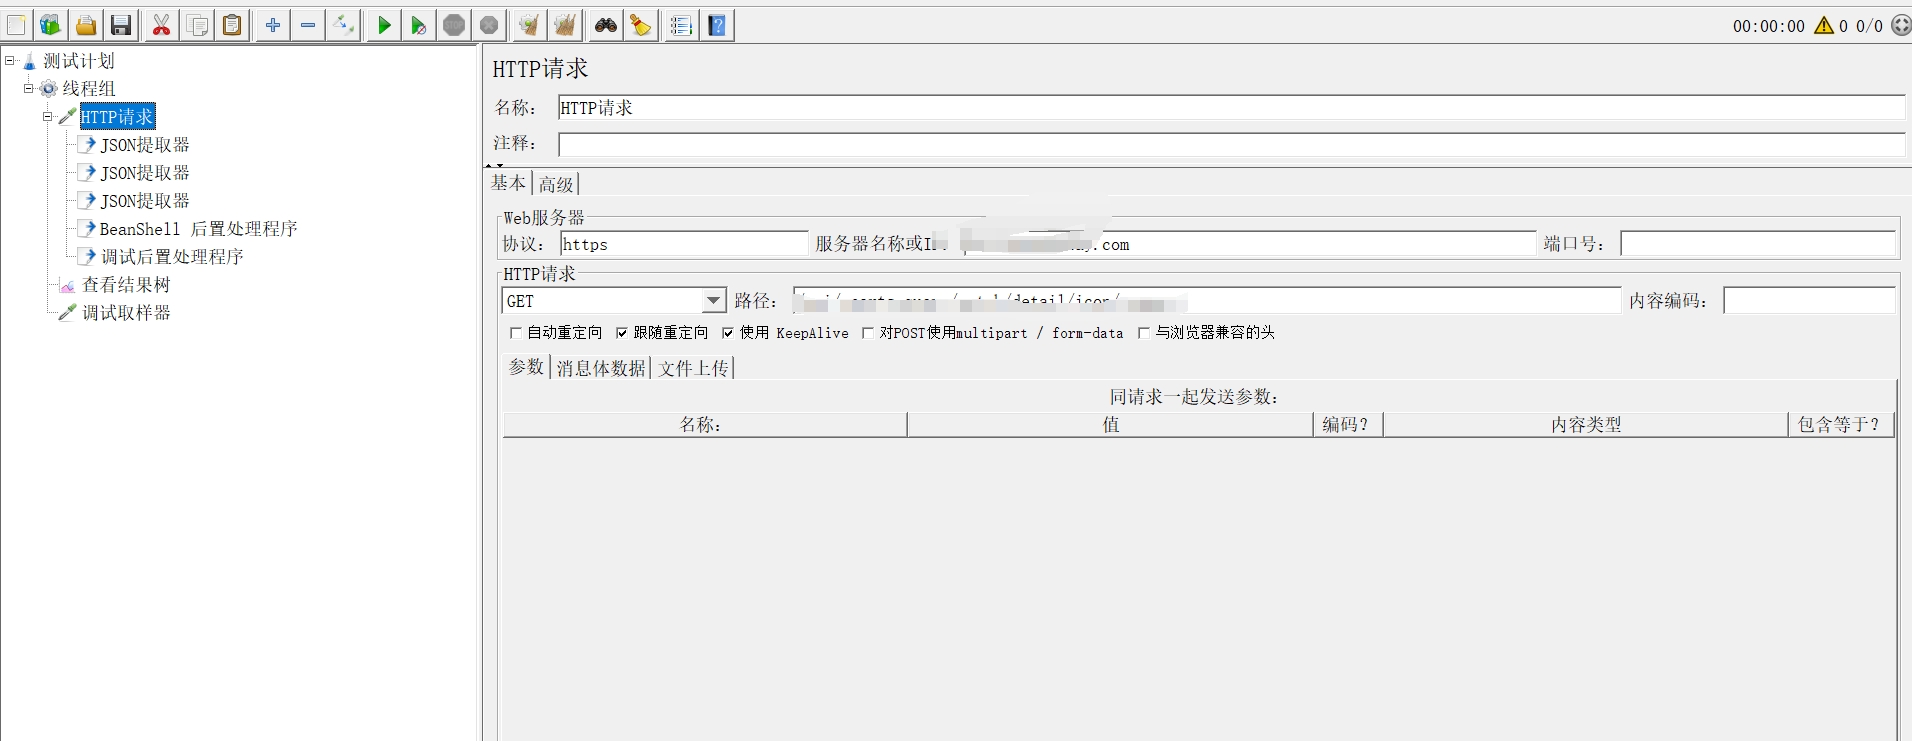 00:00:00 0 0/0
测试计划
线程组
HTTP请求
JSON提取器
JSON提取器
JSON提取器
BeanShell 后置处理程序
调试后置处理程序
查看结果树
调试取样器
HTTP请求
名称： HTTP请求
注释：
基本 高级
Web服务器
协议： https 服务器名称或I .com 端口号：
HTTP请求
GET 路径： /detail/icon/ 内容编码：
自动重定向 跟随重定向 使用 KeepAlive 对POST使用multipart / form-data 与浏览器兼容的头
参数 消息体数据 文件上传
同请求一起发送参数：
名称： 值 编码？ 内容类型 包含等于？